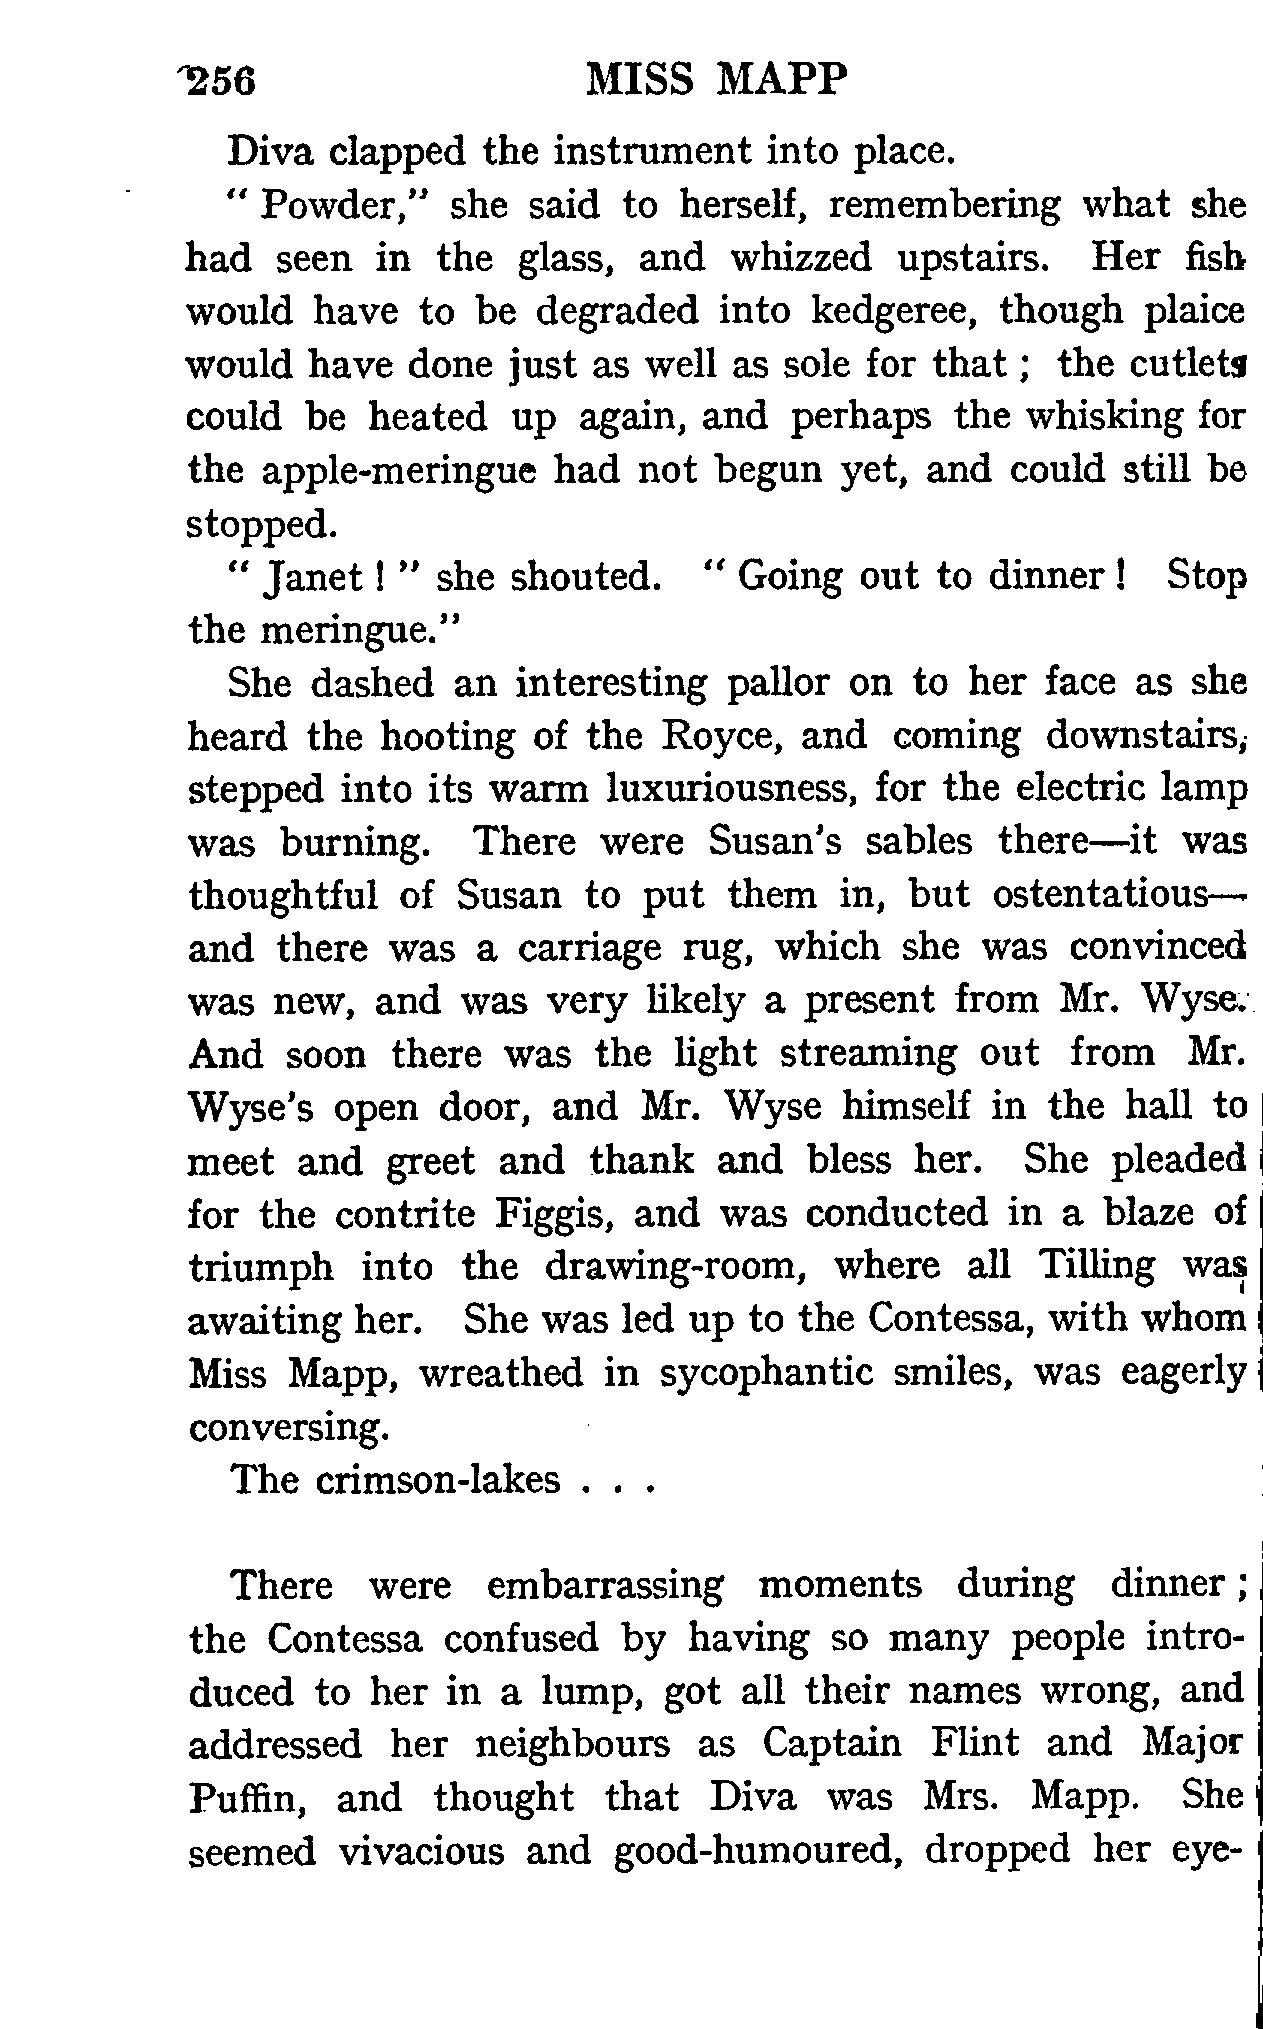 256 MISS MAPP
Diva clapped the instrument into place.
" Powder," she said to herself, remembering what she
had seen in the glass, and whizzed upstairs. Her fish
would have to be degraded into kedgeree, though plaice
would have done just as well as sole for that ; the cutlets
could be heated up again, and perhaps the whisking for
the apple-meringue had not begun yet, and could still be
stopped.
" Janet ! " she shouted. " Going out to dinner ! Stop
the meringue."
She dashed an interesting pallor on to her face as she
heard the hooting of the Royce, and coming downstairs,
stepped into its warm luxuriousness, for the electric lamp
was burning. There were Susan's sables there—it was
thoughtful of Susan to put them in, but ostentatious—
and there was a carriage rug, which she was convinced
was new, and was very likely a present from Mr. Wyse.
And soon there was the light streaming out from Mr.
Wyse's open door, and Mr. Wyse himself in the hall to
meet and greet and thank and bless her. She pleaded
for the contrite Figgis, and was conducted in a blaze of
triumph into the drawing-room, where all Tilling was
awaiting her. She was led up to the Contessa, with whom
Miss Mapp, wreathed in sycophantic smiles, was eagerly
conversing.
The crimson-lakes . . .
There were embarrassing moments during dinner ;
the Contessa confused by having so many people intro-
duced to her in a lump, got all their names wrong, and
addressed her neighbours as Captain Flint and Major
Puffin, and thought that Diva was Mrs. Mapp. She
seemed vivacious and good-humoured, dropped her eye-